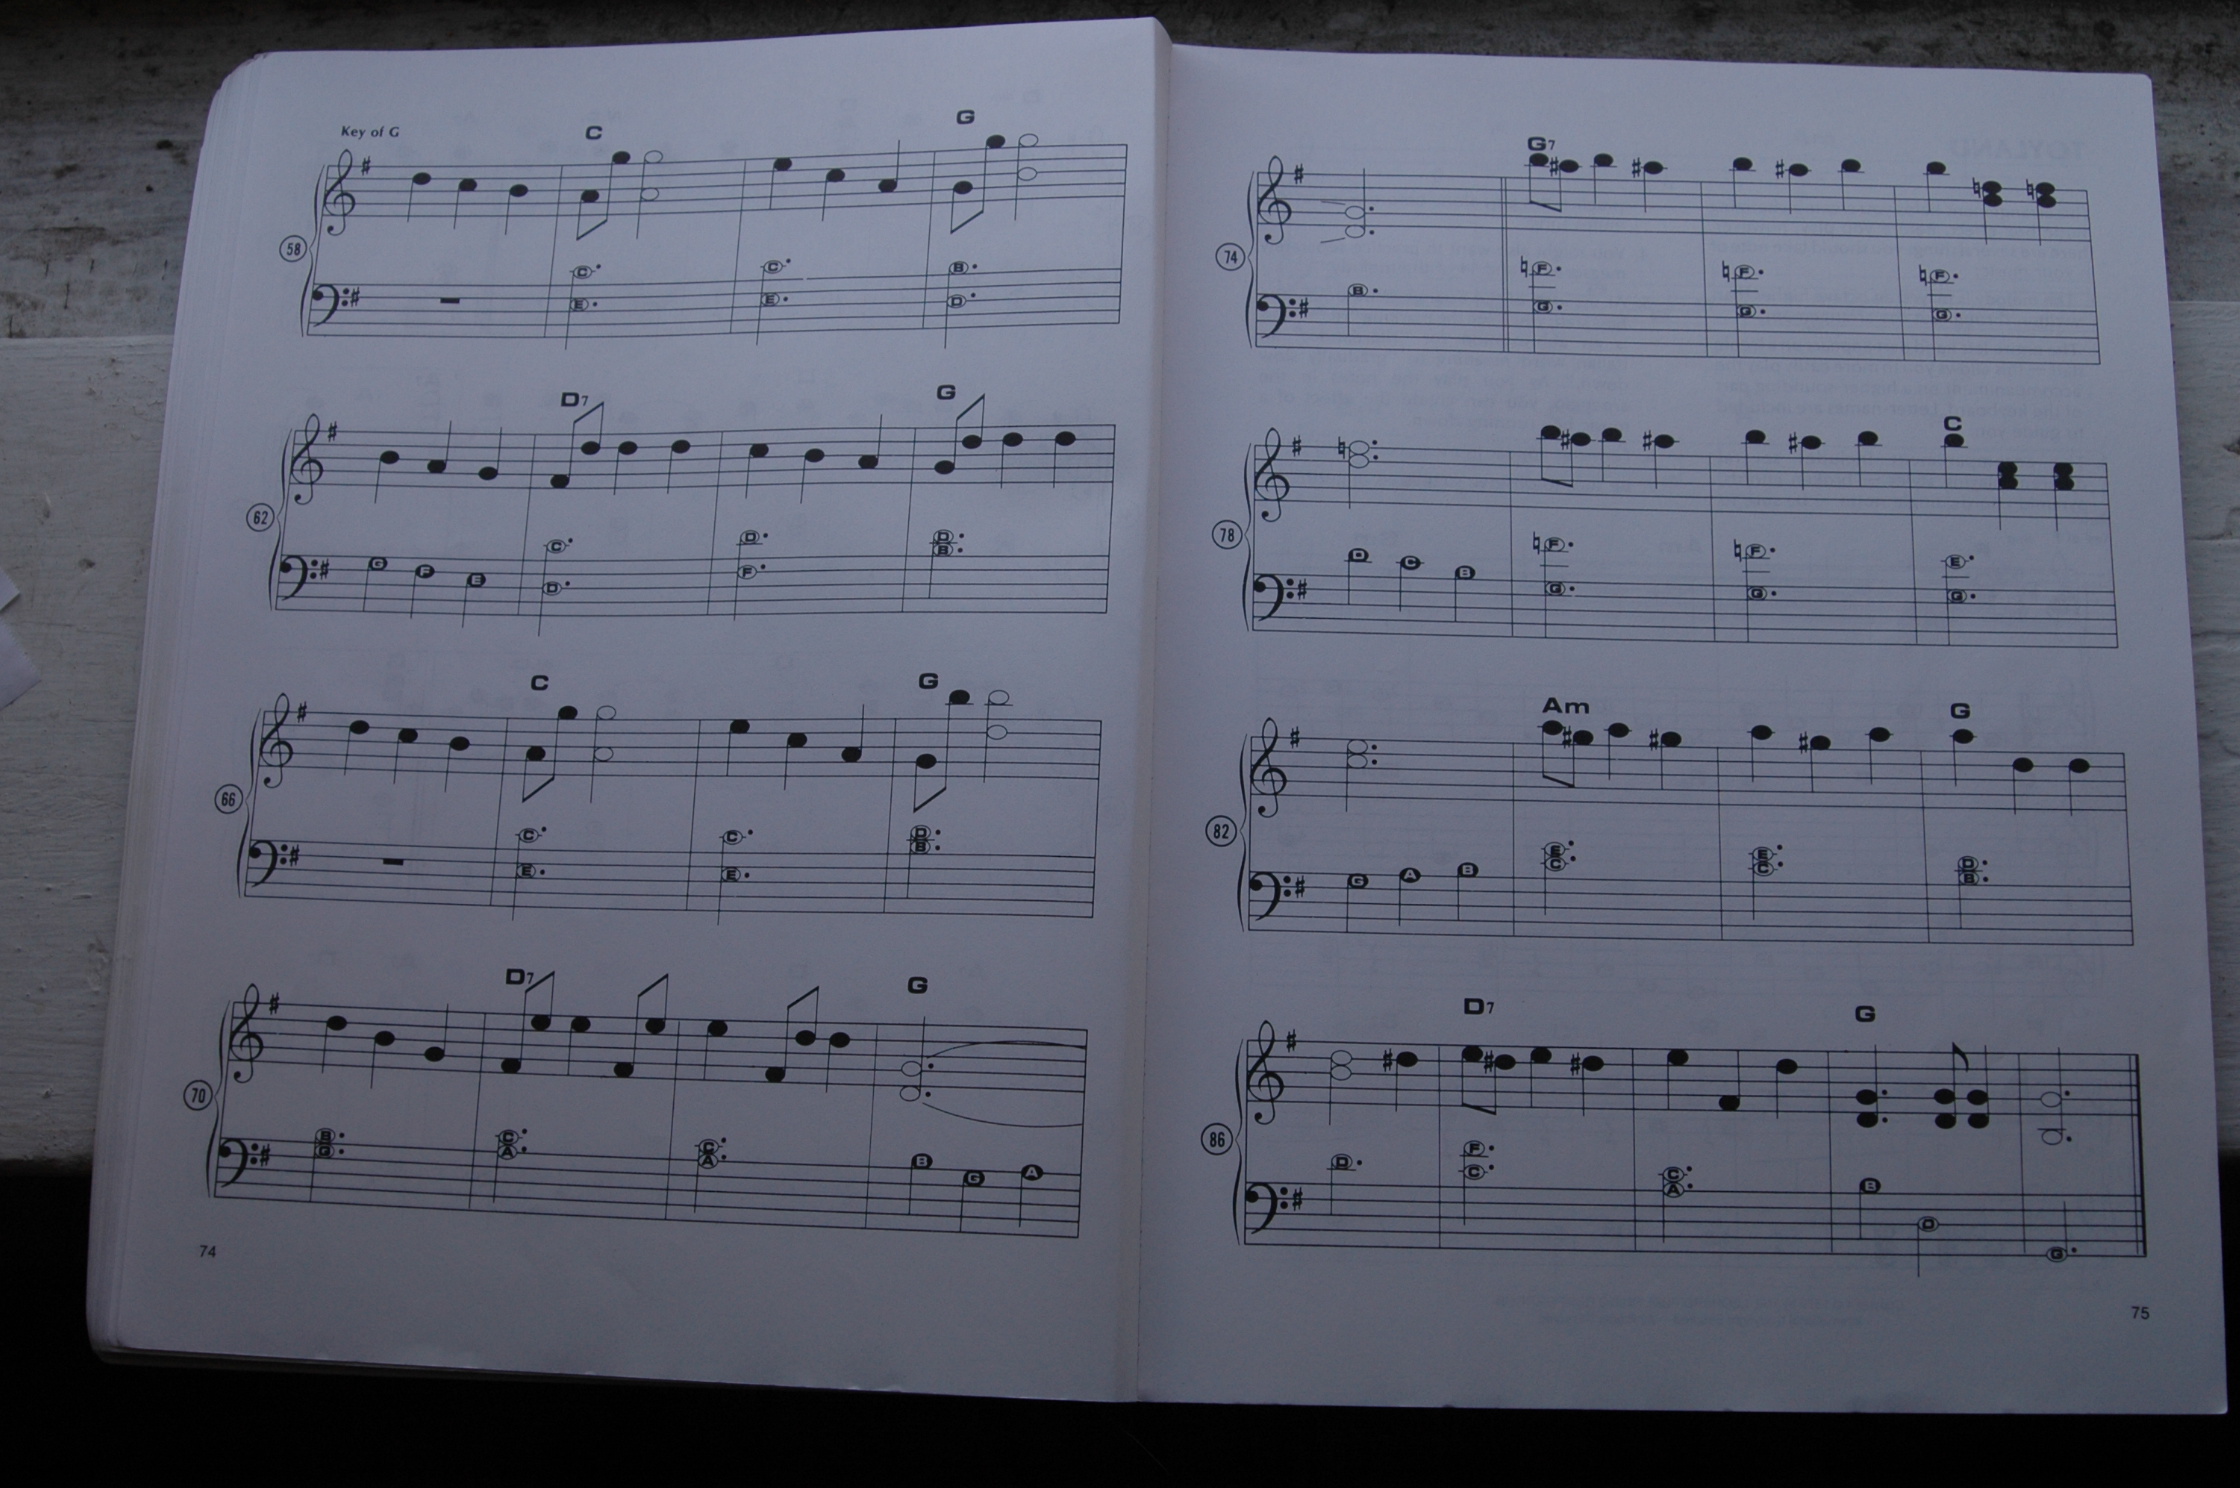 Key of G
C G
58
C E C E B D
D7 G
62
G F E C D D F D B
C G
66
C E C E D B
D7 G
70
B G C A C A B G A
74
G7
74
B F G F G F G
C
78
D C B F G F G E G
Am G
82
G A B E C E C D B
D7 G
86
D F C C A B D G
75